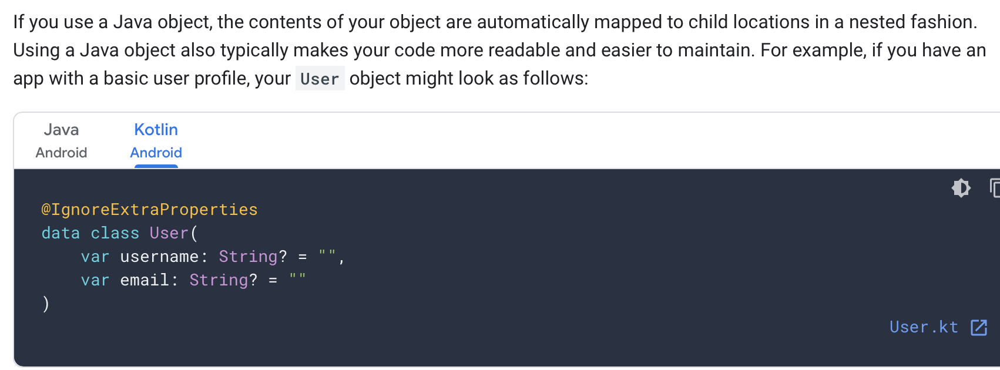 If you use a Java object, the contents of your object are automatically mapped to child locations in a nested fashion.
Using a Java object also typically makes your code more readable and easier to maintain. For example, if you have an
app with a basic user profile, your User object might look as follows:
Java Kotlin
Android Android
@IgnoreExtraProperties
data class User(
    var username: String? = "",
    var email: String? = ""
)
User.kt